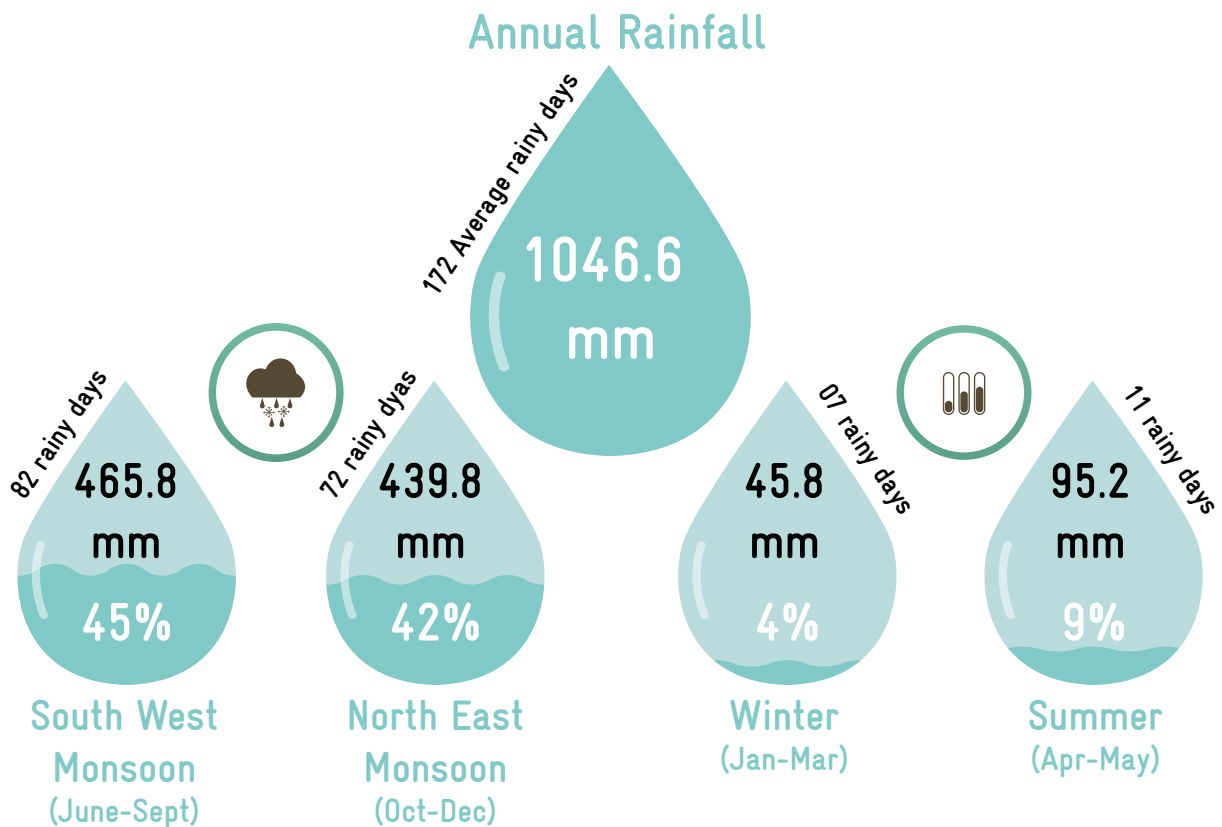 Annual Rainfall
172 Average rainy days
1046.6
mm
82 rainy days
465.8
mm
45%
South West
Monsoon
(June-Sept)
72 rainy dyas
439.8
mm
42%
North East
Monsoon
(Oct-Dec)
07 rainy days
45.8
mm
4%
Winter
(Jan-Mar)
11 rainy days
95.2
mm
9%
Summer
(Apr-May)